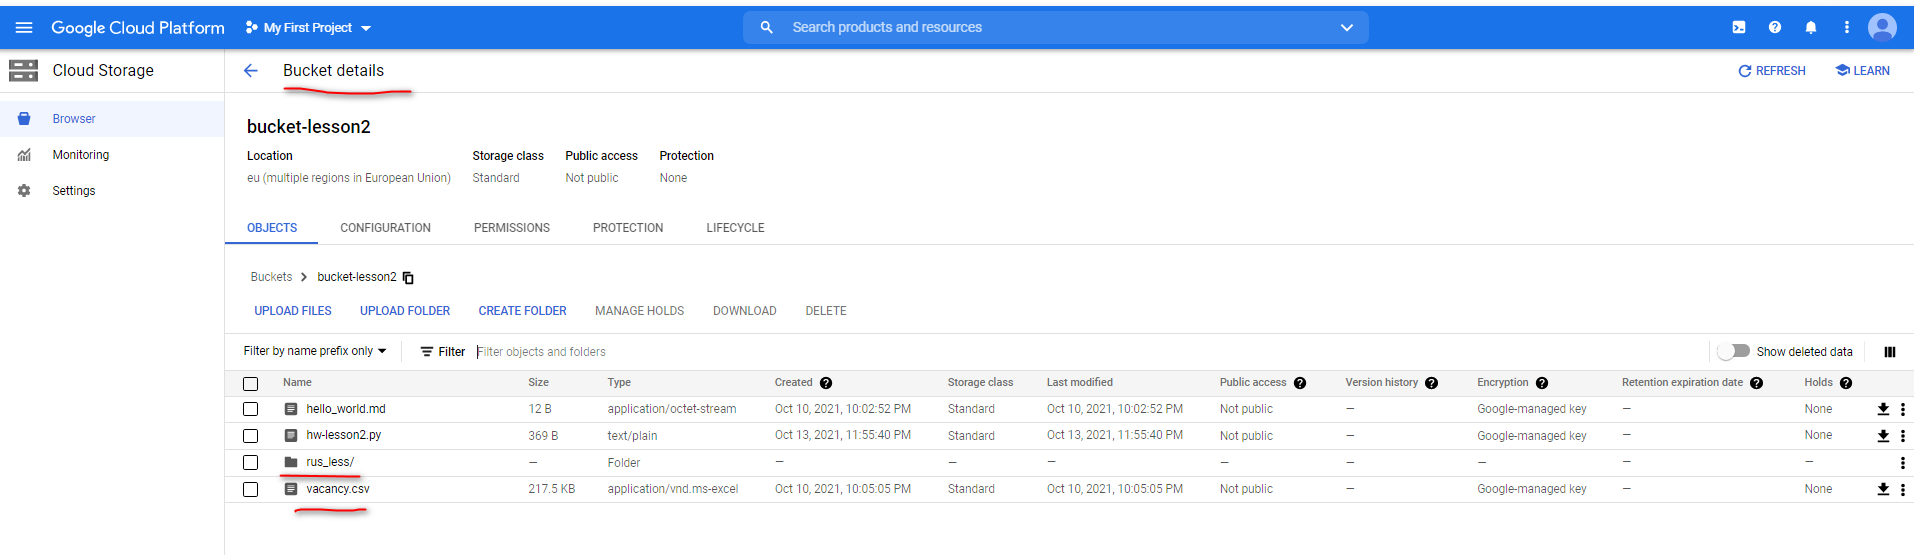 Google Cloud Platform My First Project Search products and resources
Cloud Storage Bucket details REFRESH LEARN
Browser
Monitoring
Settings
bucket-lesson2
Location Storage class Public access Protection
eu (multiple regions in European Union) Standard Not public None
OBJECTS CONFIGURATION PERMISSIONS PROTECTION LIFECYCLE
Buckets > bucket-lesson2
UPLOAD FILES UPLOAD FOLDER CREATE FOLDER MANAGE HOLDS DOWNLOAD DELETE
Filter by name prefix only Filter Filter objects and folders Show deleted data
Name Size Type Created Storage class Last modified Public access Version history Encryption Retention expiration date Holds
hello_world.md 12 B application/octet-stream Oct 10, 2021, 10:02:52 PM Standard Oct 10, 2021, 10:02:52 PM Not public — Google-managed key — None
hw-lesson2.py 369 B text/plain Oct 13, 2021, 11:55:40 PM Standard Oct 13, 2021, 11:55:40 PM Not public — Google-managed key — None
rus_less/ — Folder — — — — — — — —
vacancy.csv 217.5 KB application/vnd.ms-excel Oct 10, 2021, 10:05:05 PM Standard Oct 10, 2021, 10:05:05 PM Not public — Google-managed key — None